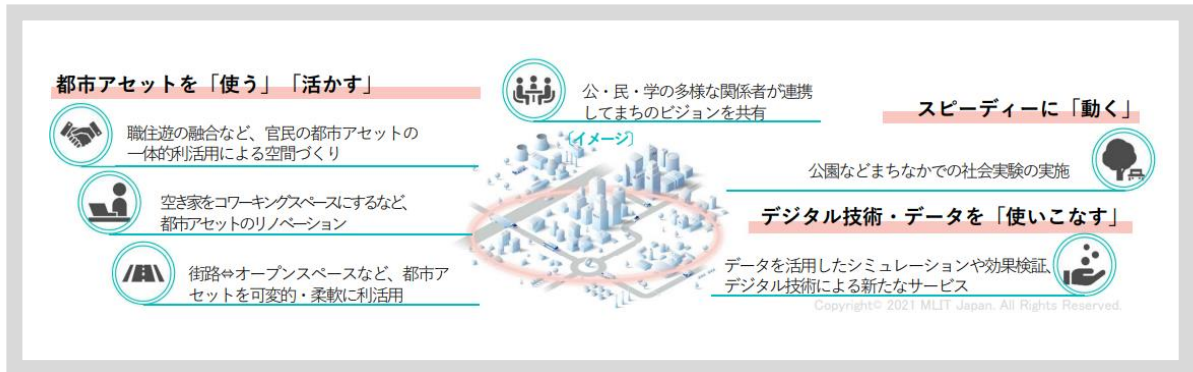 都市アセットを「使う」「活かす」
職住遊の融合など、官民の都市アセットの
一体的利活用による空間づくり
空き家をコワーキングスペースにするなど、
都市アセットのリノベーション
街路⇔オープンスペースなど、都市ア
セットを可変的・柔軟に利活用
公・民・学の多様な関係者が連携
してまちのビジョンを共有
(イメージ)
スピーディーに「動く」
公園などまちなかでの社会実験の実施
デジタル技術・データを「使いこなす」
データを活用したシミュレーションや効果検証、
デジタル技術による新たなサービス
Copyright© 2021 MLIT Japan. All Rights Reserved.